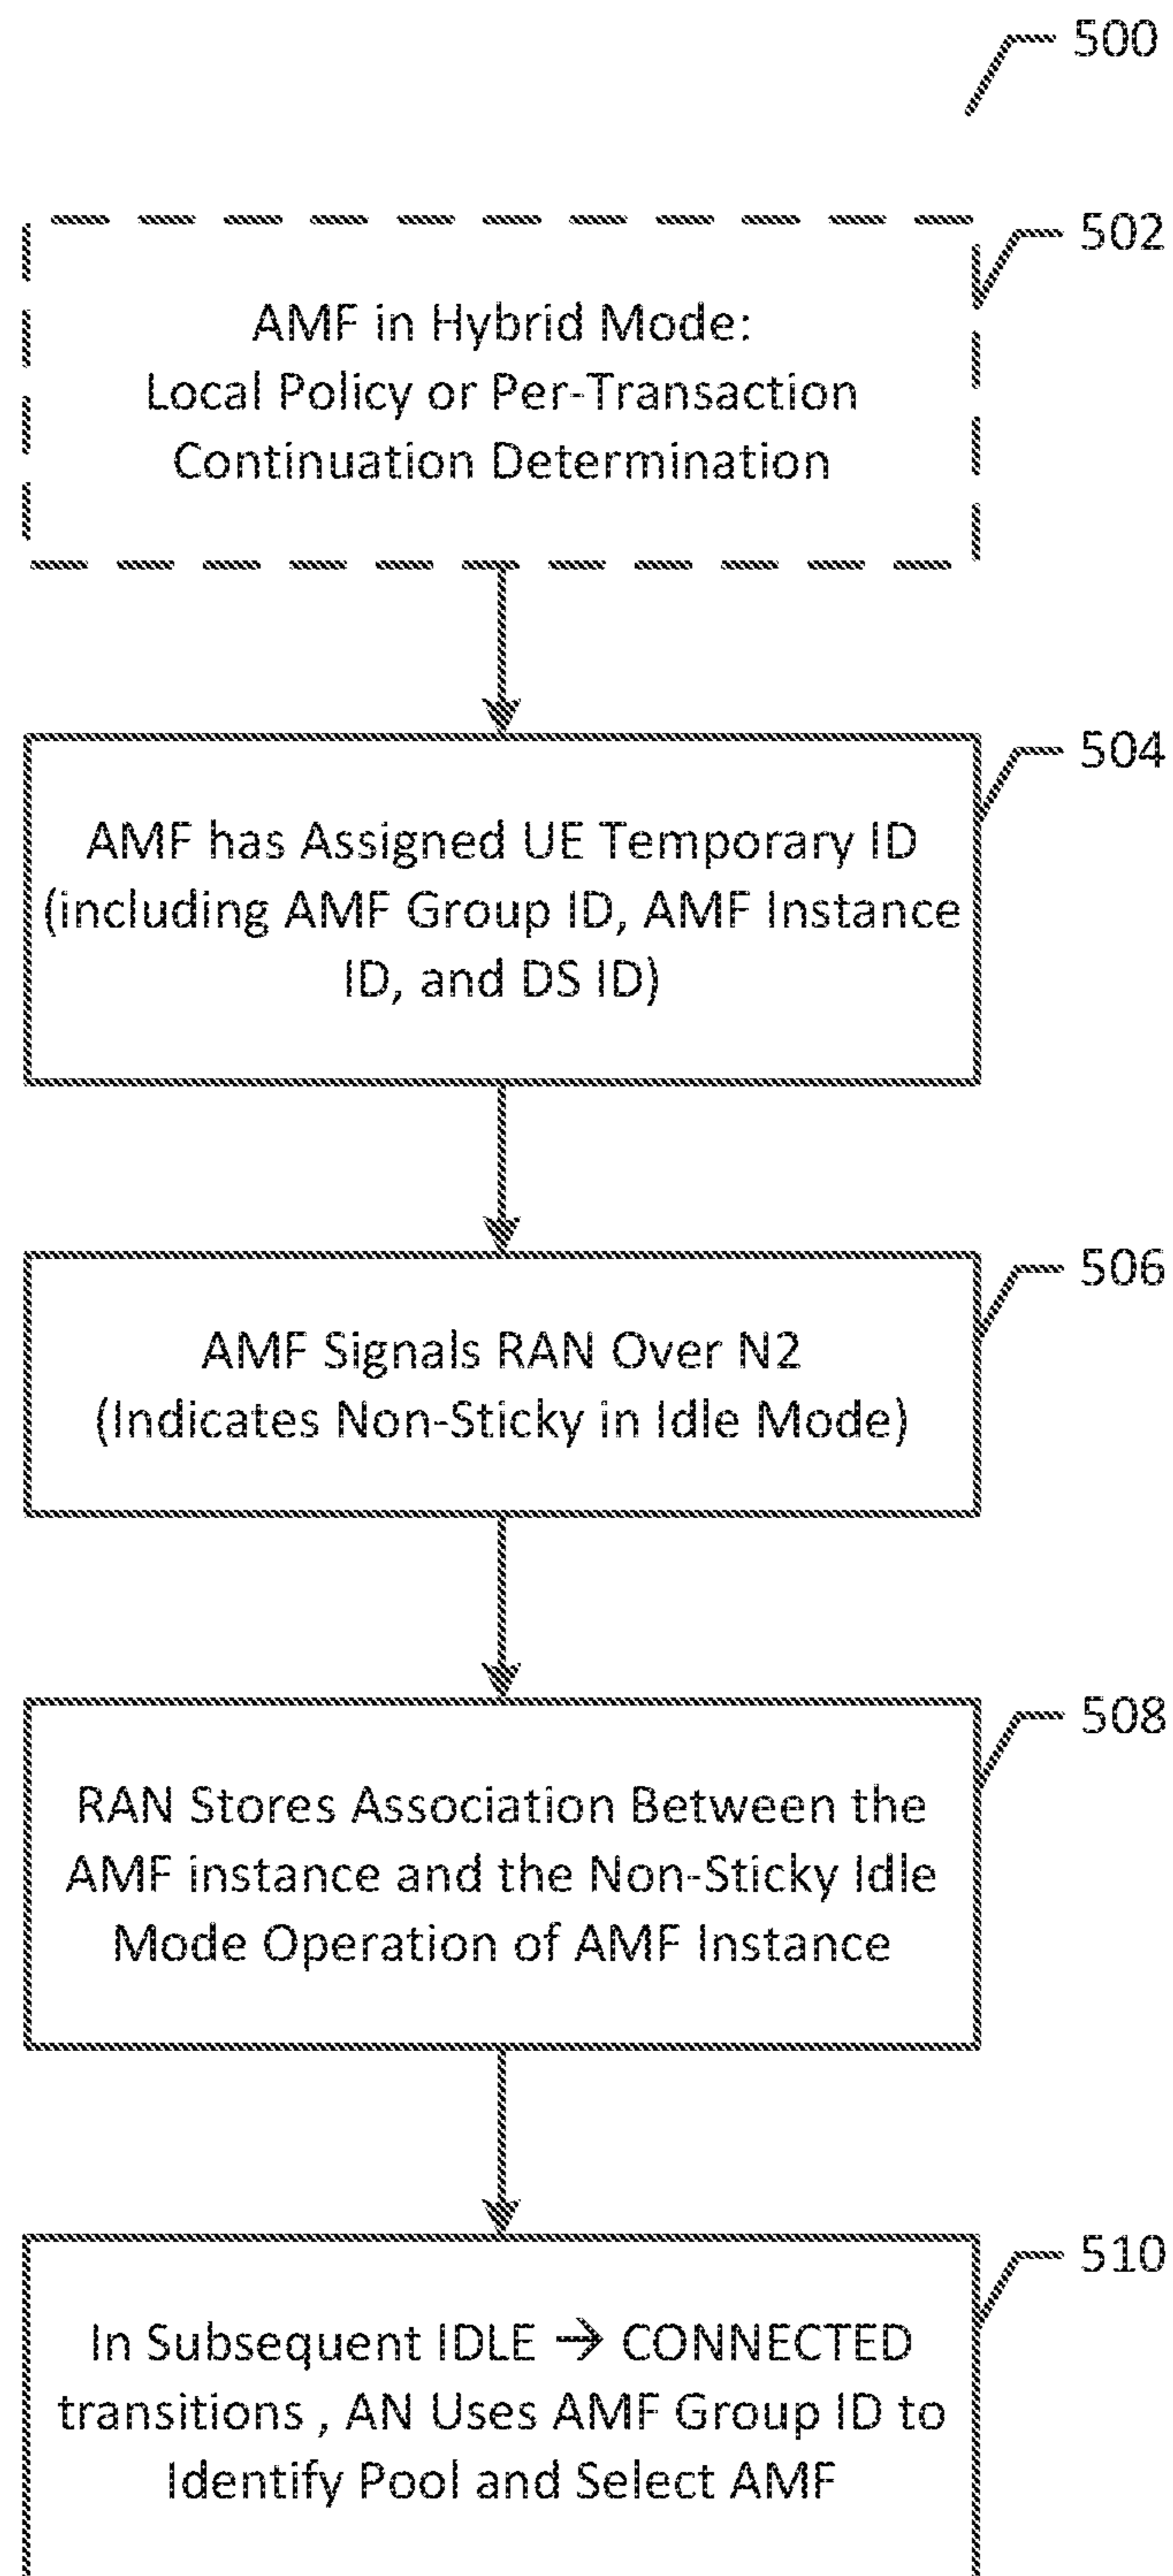 500
502
AMF in Hybrid Mode:
Local Policy or Per-Transaction
Continuation Determination
504
AMF has Assigned UE Temporary ID
(including AMF Group ID, AMF Instance
ID, and DS ID)
506
AMF Signals RAN Over N2
(Indicates Non-Sticky in Idle Mode)
508
RAN Stores Association Between the
AMF instance and the Non-Sticky Idle
Mode Operation of AMF Instance
510
In Subsequent IDLE → CONNECTED
transitions , AN Uses AMF Group ID to
Identify Pool and Select AMF